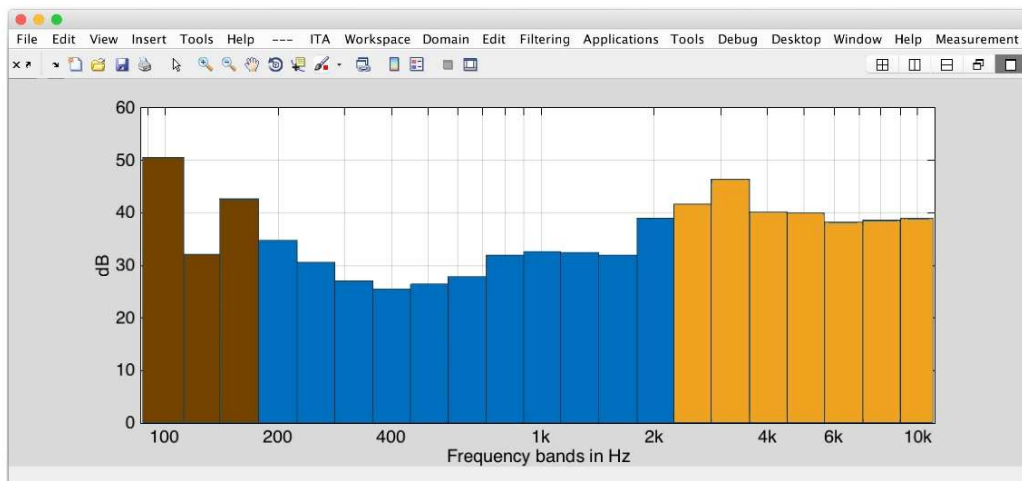 File Edit View Insert Tools Help --- ITA Workspace Domain Edit Filtering Applications Tools Debug Desktop Window Help Measurement
60
50
40
30
20
10
0
dB
100 200 400 1k 2k 4k 6k 10k
Frequency bands in Hz